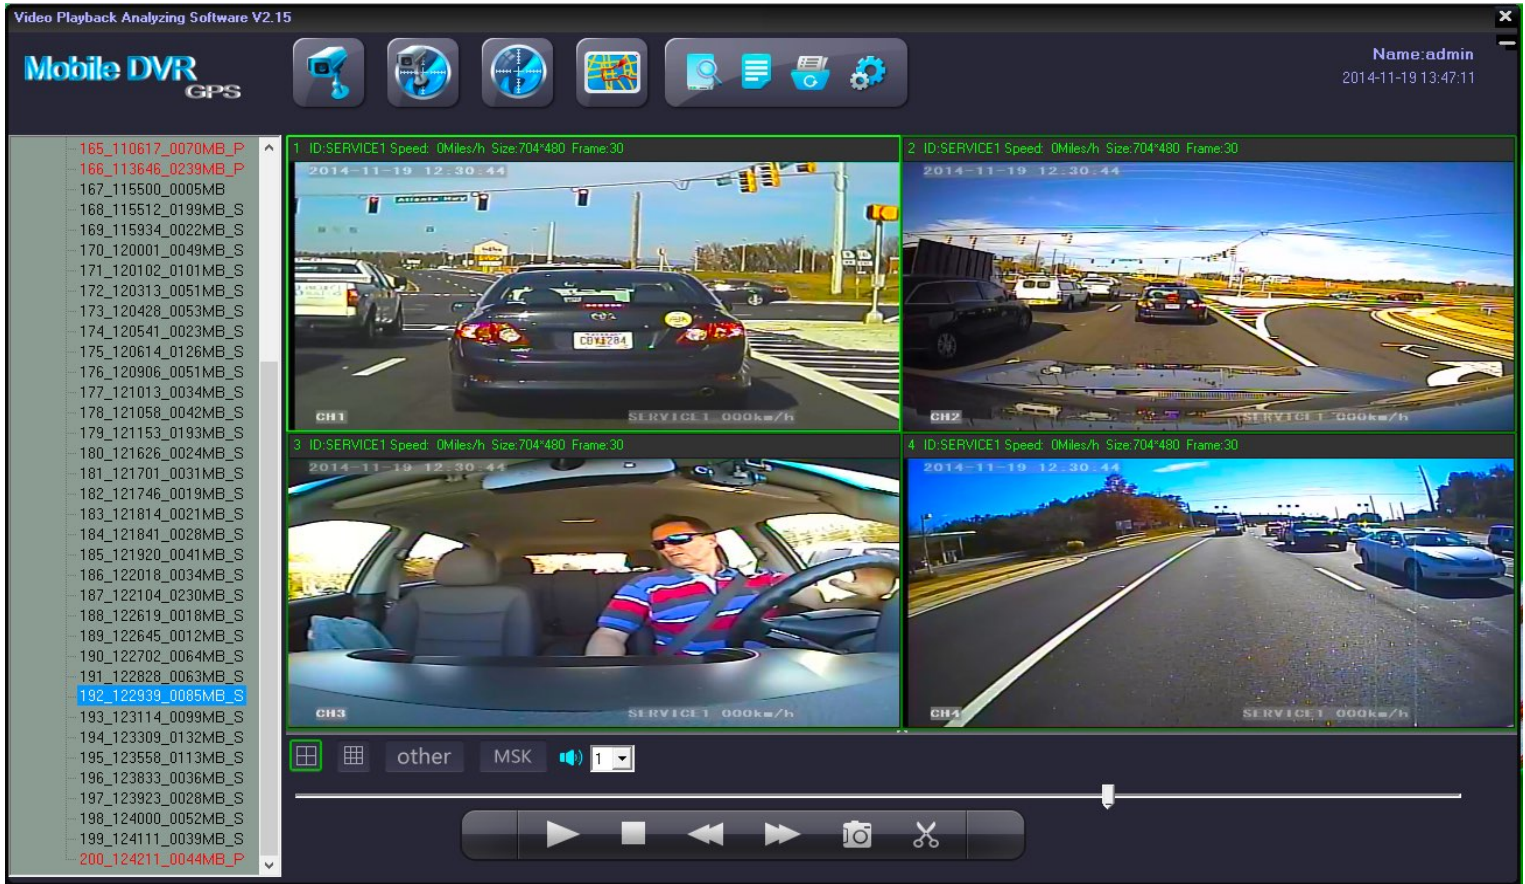 Video Playback Analyzing Software V2.15
Mobile DVR
GPS
Name:admin
2014-11-19 13:47:11
165_110617_0070MB_P
166_113646_0239MB_P
167_115500_0005MB
168_115512_0199MB_S
169_115934_0022MB_S
170_120001_0049MB_S
171_120102_0101MB_S
172_120313_0051MB_S
173_120428_0053MB_S
174_120541_0023MB_S
175_120614_0126MB_S
176_120906_0051MB_S
177_121013_0034MB_S
178_121058_0042MB_S
179_121153_0193MB_S
180_121626_0024MB_S
181_121701_0031MB_S
182_121746_0019MB_S
183_121814_0021MB_S
184_121841_0028MB_S
185_121920_0041MB_S
186_122018_0034MB_S
187_122104_0230MB_S
188_122619_0018MB_S
189_122645_0012MB_S
190_122702_0064MB_S
191_122828_0063MB_S
192_122939_0085MB_S
193_123114_0099MB_S
194_123309_0132MB_S
195_123558_0113MB_S
196_123833_0036MB_S
197_123923_0028MB_S
198_124000_0052MB_S
199_124111_0039MB_S
200_124211_0044MB_P
1 ID:SERVICE1 Speed: 0Miles/h Size:704*480 Frame:30
2014-11-19 12:30:44
Atlanta Hwy
CH1
SERVICE1 000km/h
2 ID:SERVICE1 Speed: 0Miles/h Size:704*480 Frame:30
2014-11-19 12:30:44
CH2
SERVICE1 000km/h
3 ID:SERVICE1 Speed: 0Miles/h Size:704*480 Frame:30
2014-11-19 12:30:44
CH3
SERVICE1 000km/h
4 ID:SERVICE1 Speed: 0Miles/h Size:704*480 Frame:30
2014-11-19 12:30:44
CH4
SERVICE1 000km/h
other
MSK
1